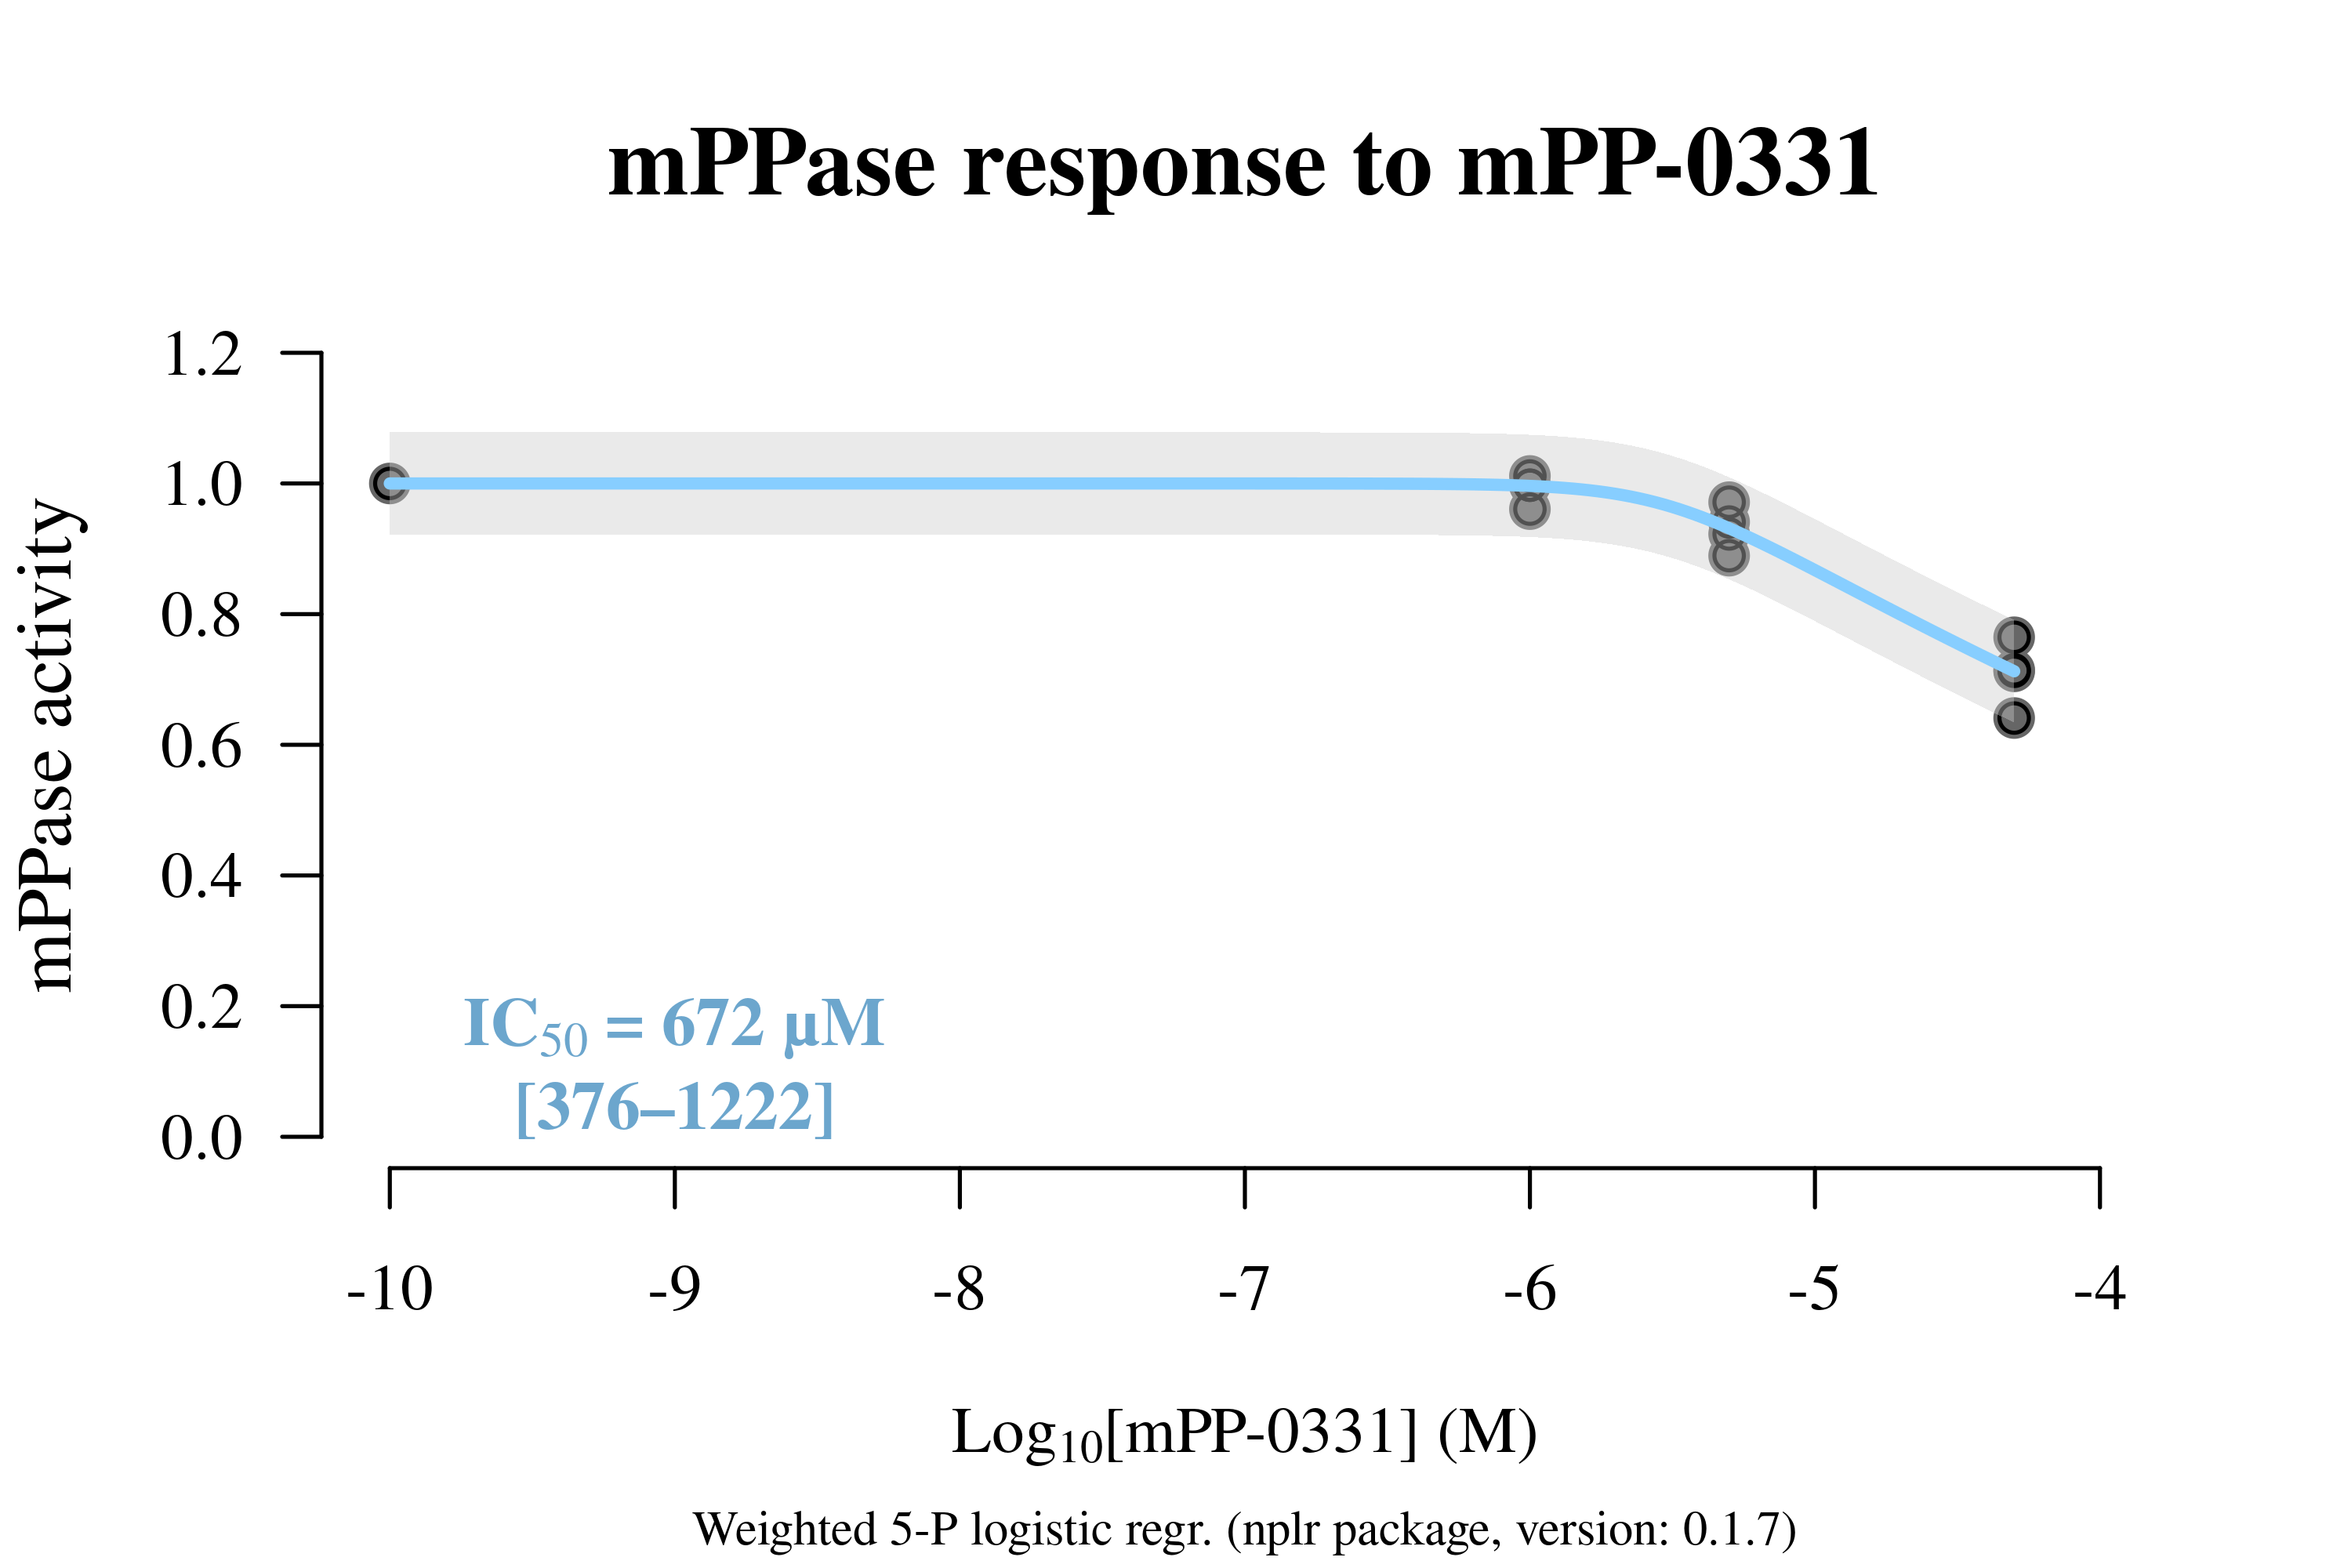 mPPase response to mPP-0331
1.2
1.0
0.8
0.6
0.4
0.2
0.0
mPPase activity
IC₅₀ = 672 µM
[376–1222]
-10 -9 -8 -7 -6 -5 -4
Log₁₀[mPP-0331] (M)
Weighted 5-P logistic regr. (nplr package, version: 0.1.7)